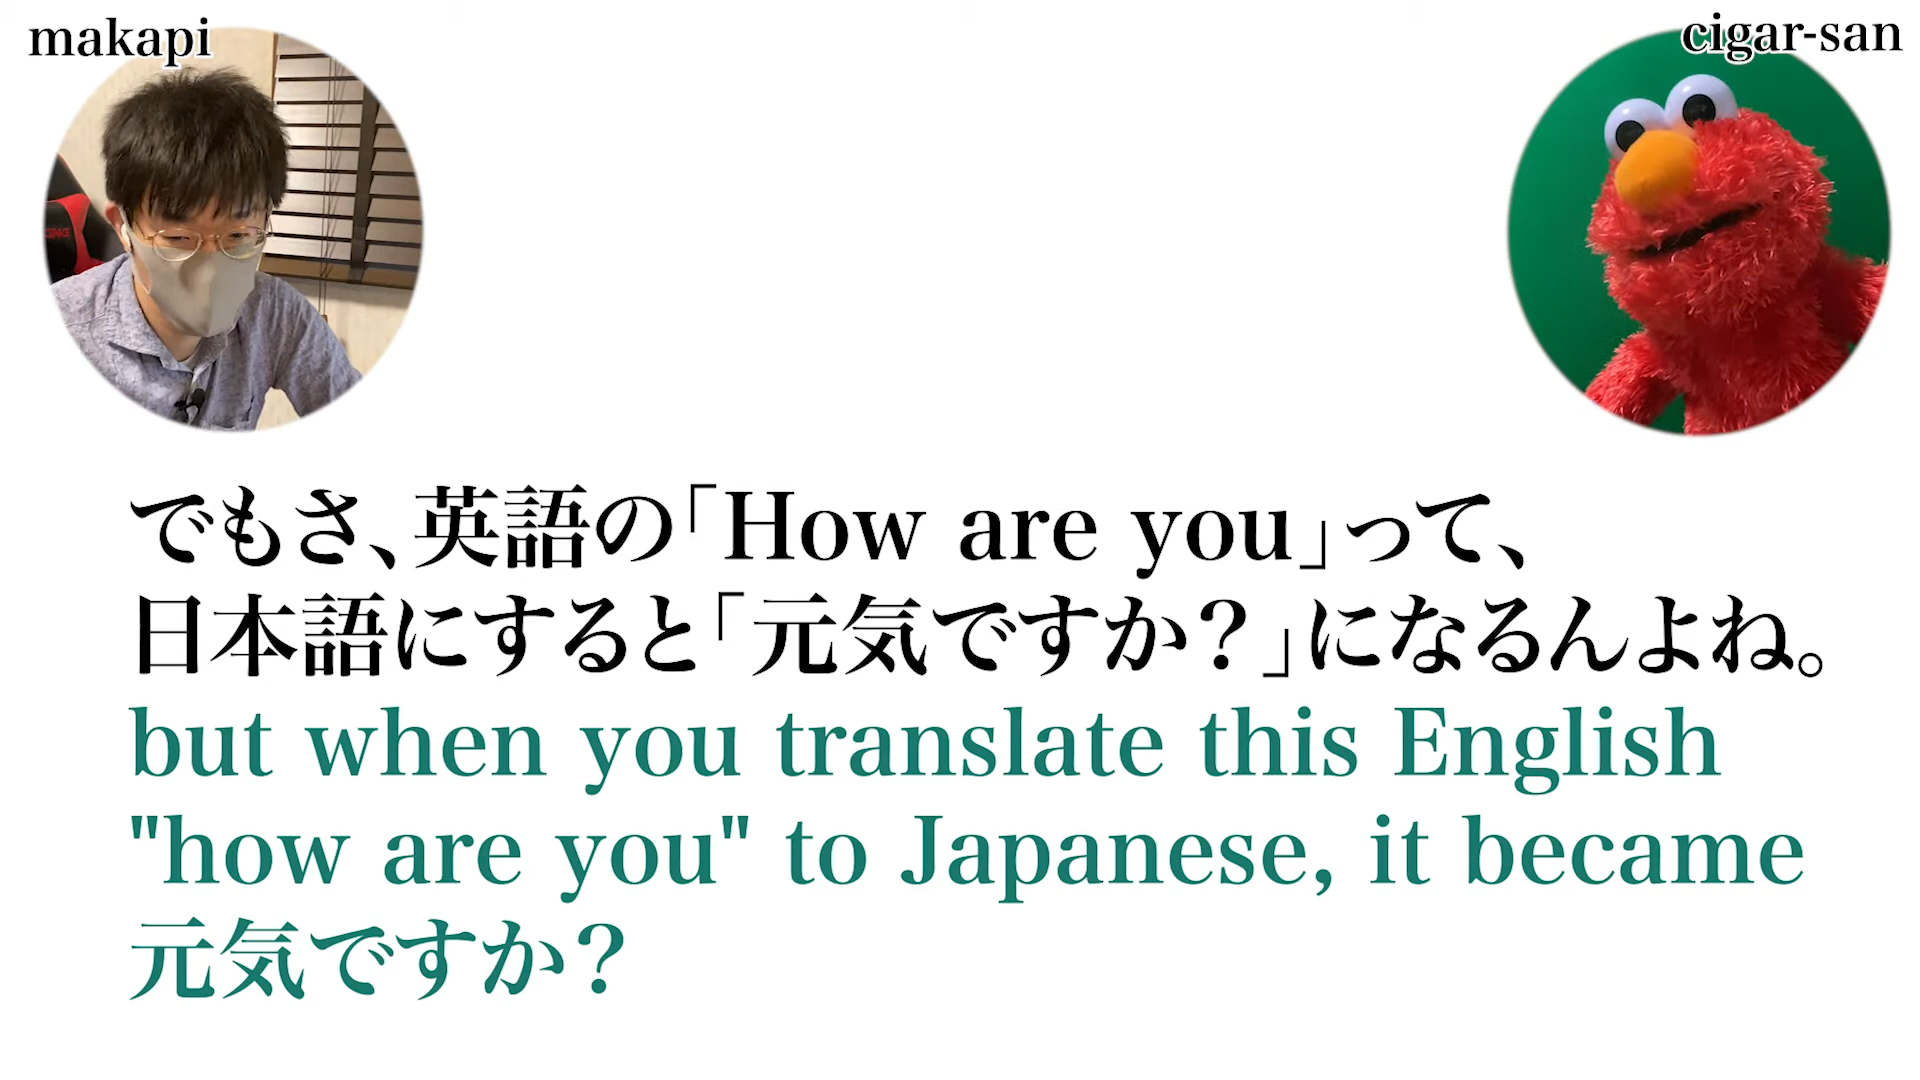 makapi
cigar-san
でもさ、英語の「How are you」って、
日本語にすると「元気ですか？」になるんよね。
but when you translate this English
"how are you" to Japanese, it became
元気ですか？